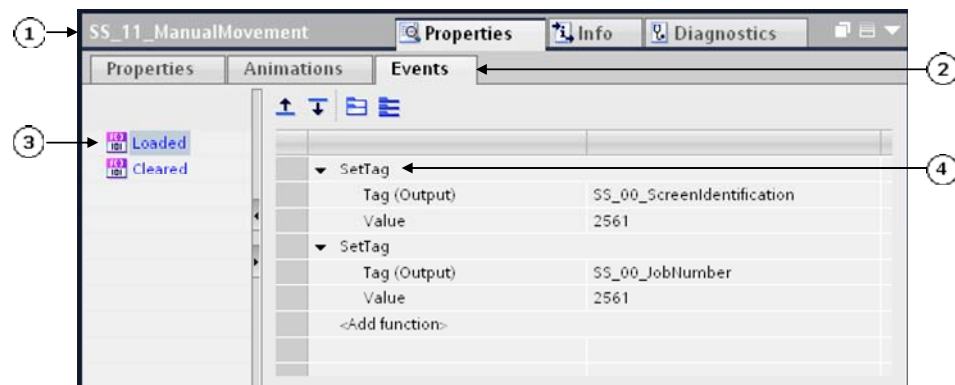 1 SS_11_ManualMovement Properties Info Diagnostics
Properties Animations Events 2
3 Loaded
Cleared
SetTag 4
Tag (Output) SS_00_ScreenIdentification
Value 2561
SetTag
Tag (Output) SS_00_JobNumber
Value 2561
<Add function>